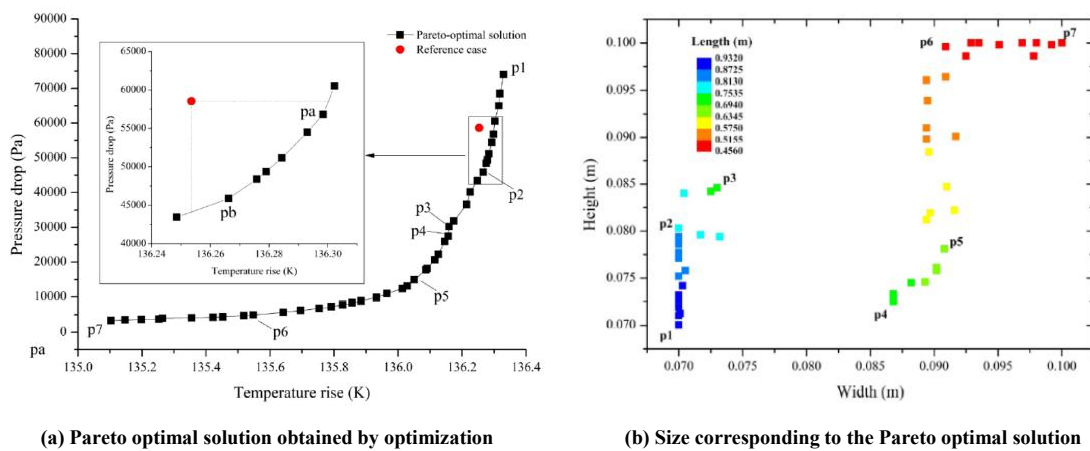 90000
80000
70000
60000
50000
40000
30000
20000
10000
0
pa
Pressure drop (Pa)
135.0
135.2
135.4
135.6
135.8
136.0
136.2
136.4
Temperature rise (K)
Pareto-optimal solution
Reference case
p1
p2
p3
p4
p5
p6
p7
65000
60000
55000
50000
45000
40000
Pressure drop (Pa)
pa
pb
136.24
136.26
136.28
136.30
Temperature rise (K)
(a) Pareto optimal solution obtained by optimization
0.100
0.095
0.090
0.085
0.080
0.075
0.070
Height (m)
Length (m)
0.9320
0.8725
0.8130
0.7535
0.6940
0.6345
0.5750
0.5155
0.4560
p6
p7
p3
p2
p5
p4
p1
0.070
0.075
0.080
0.085
0.090
0.095
0.100
Width (m)
(b) Size corresponding to the Pareto optimal solution